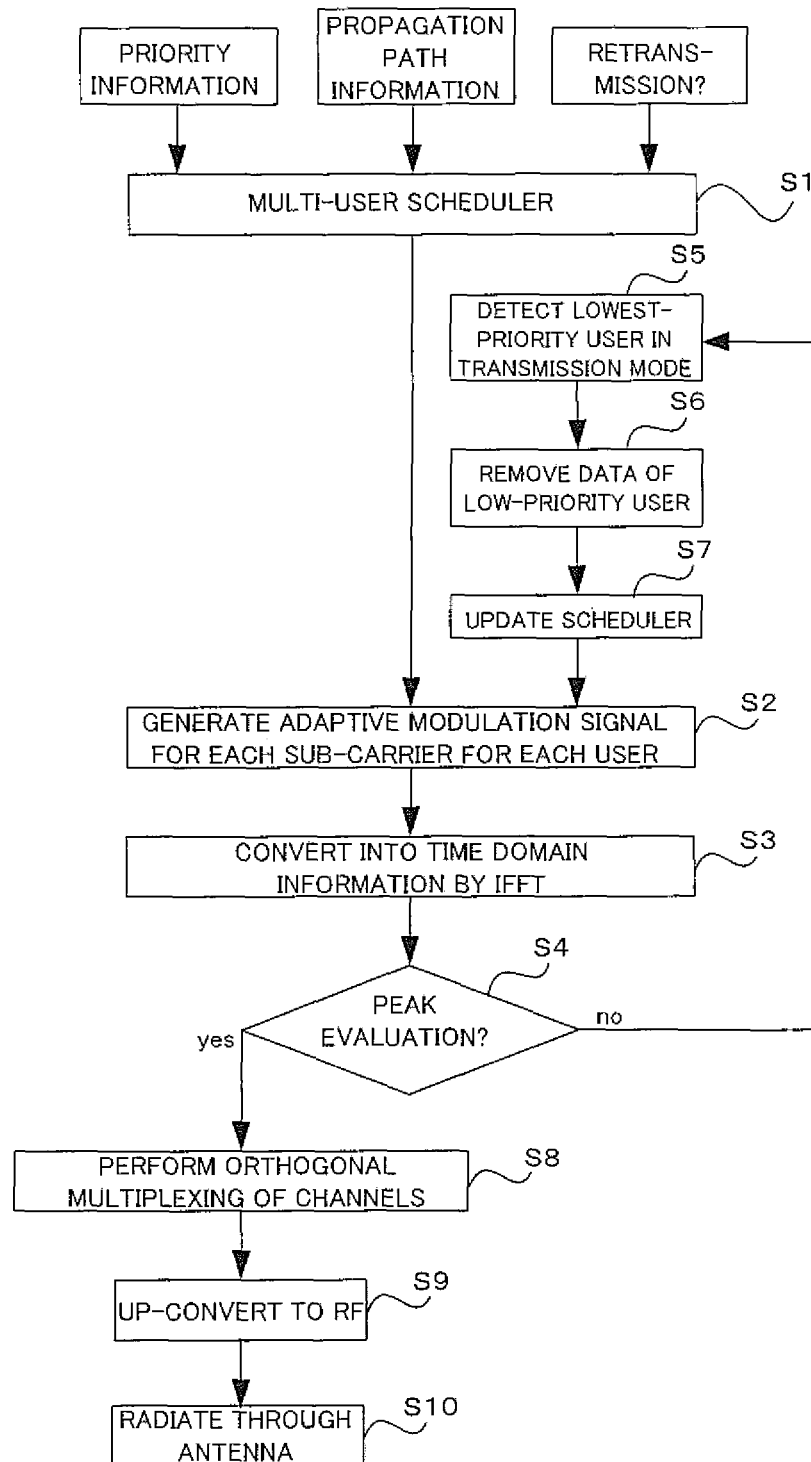 PRIORITY
INFORMATION
PROPAGATION
PATH
INFORMATION
RETRANS-
MISSION?
S1
MULTI-USER SCHEDULER
S5
DETECT LOWEST-
PRIORITY USER IN
TRANSMISSION MODE
S6
REMOVE DATA OF
LOW-PRIORITY USER
S7
UPDATE SCHEDULER
S2
GENERATE ADAPTIVE MODULATION SIGNAL
FOR EACH SUB-CARRIER FOR EACH USER
S3
CONVERT INTO TIME DOMAIN
INFORMATION BY IFFT
S4
PEAK
EVALUATION?
yes
no
S8
PERFORM ORTHOGONAL
MULTIPLEXING OF CHANNELS
S9
UP-CONVERT TO RF
S10
RADIATE THROUGH
ANTENNA